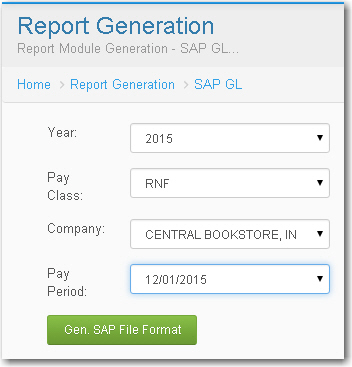 Report Generation
Report Module Generation - SAP GL...
Home > Report Generation > SAP GL
Year: 2015
Pay Class: RNF
Company: CENTRAL BOOKSTORE, IN
Pay Period: 12/01/2015
Gen. SAP File Format